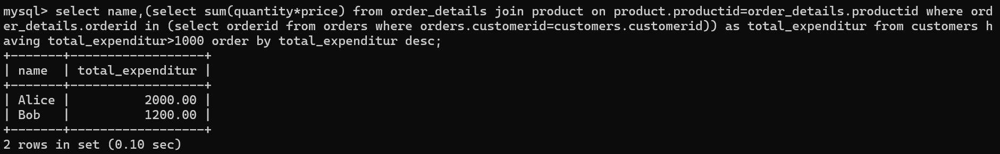 mysql> select name,(select sum(quantity*price) from order_details join product on product.productid=order_details.productid where ord
er_details.orderid in (select orderid from orders where orders.customerid=customers.customerid)) as total_expenditur from customers h
aving total_expenditur>1000 order by total_expenditur desc;
+-------+------------------+
| name  | total_expenditur |
+-------+------------------+
| Alice |          2000.00 |
| Bob   |          1200.00 |
+-------+------------------+
2 rows in set (0.10 sec)